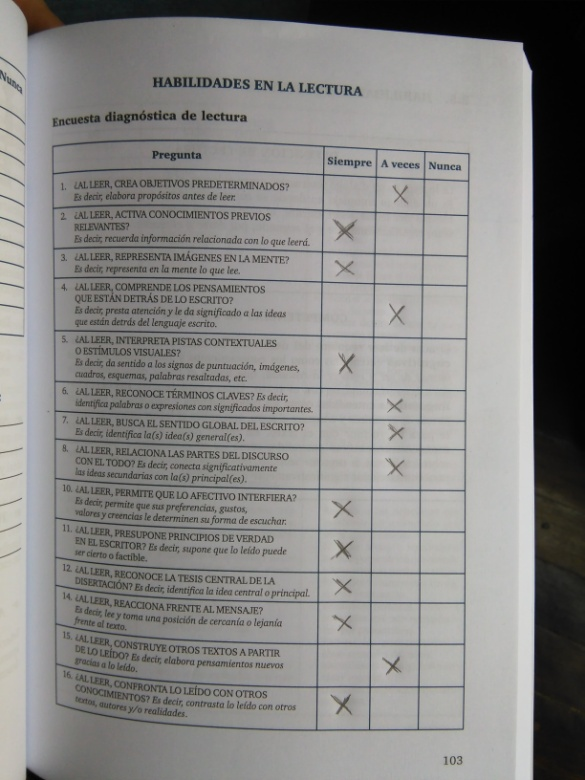 Nunca
HABILIDADES EN LA LECTURA
Encuesta diagnóstica de lectura
Pregunta Siempre A veces Nunca
1. ¿AL LEER, CREA OBJETIVOS PREDETERMINADOS? X
Es decir, elabora propósitos antes de leer.
2. ¿AL LEER, ACTIVA CONOCIMIENTOS PREVIOS
RELEVANTES? X
Es decir, recuerda información relacionada con lo que leerá.
3. ¿AL LEER, REPRESENTA IMÁGENES EN LA MENTE? X
Es decir, representa en la mente lo que lee.
4. ¿AL LEER, COMPRENDE LOS PENSAMIENTOS
QUE ESTÁN DETRÁS DE LO ESCRITO? X
Es decir, presta atención y le da significado a las ideas
que están detrás del lenguaje escrito.
5. ¿AL LEER, INTERPRETA PISTAS CONTEXTUALES
O ESTÍMULOS VISUALES? X
Es decir, da sentido a los signos de puntuación, imágenes,
cuadros, esquemas, palabras resaltadas, etc.
6. ¿AL LEER, RECONOCE TÉRMINOS CLAVES? Es decir,
identifica palabras o expresiones con significados importantes. X
7. ¿AL LEER, BUSCA EL SENTIDO GLOBAL DEL ESCRITO? X
Es decir, identifica la(s) idea(s) general(es).
8. ¿AL LEER, RELACIONA LAS PARTES DEL DISCURSO
CON EL TODO? Es decir, conecta significativamente X
las ideas secundarias con la(s) principal(es).
10. ¿AL LEER, PERMITE QUE LO AFECTIVO INTERFIERA?
Es decir, permite que sus preferencias, gustos, X
valores y creencias le determinen su forma de escuchar.
11. ¿AL LEER, PRESUPONE PRINCIPIOS DE VERDAD
EN EL ESCRITOR? Es decir, supone que lo leído puede X
ser cierto o factible.
12. ¿AL LEER, RECONOCE LA TESIS CENTRAL DE LA
DISERTACIÓN? Es decir, identifica la idea central o principal. X
14. ¿AL LEER, REACCIONA FRENTE AL MENSAJE?
Es decir, lee y toma una posición de cercanía o lejanía X
frente al texto.
15. ¿AL LEER, CONSTRUYE OTROS TEXTOS A PARTIR
DE LO LEÍDO? Es decir, elabora pensamientos nuevos X
gracias a lo leído.
16. ¿AL LEER, CONFRONTA LO LEÍDO CON OTROS
CONOCIMIENTOS? Es decir, contrasta lo leído con otros X
textos, autores y/o realidades.
103